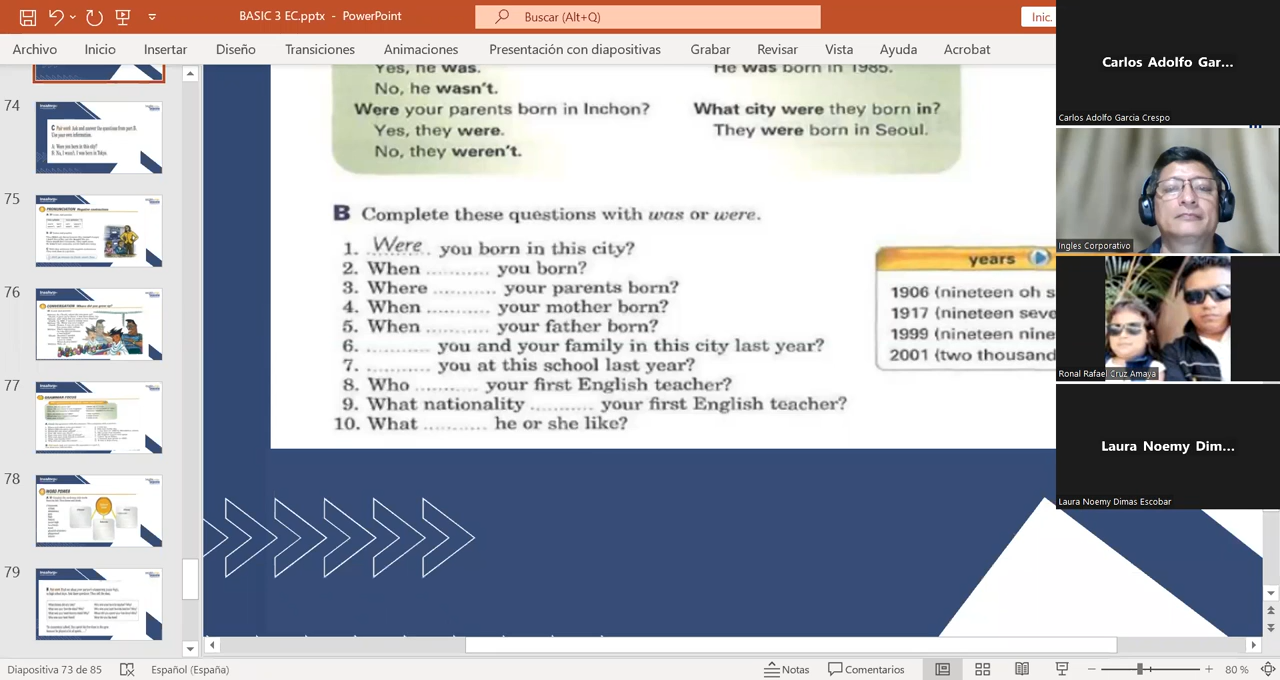 BASIC 3 EC.pptx - PowerPoint
Buscar (Alt+Q)
Inic.
Archivo Inicio Insertar Diseño Transiciones Animaciones Presentación con diapositivas Grabar Revisar Vista Ayuda Acrobat
74
75
76
77
78
79
Yes, he was.
No, he wasn't.
Were your parents born in Inchon?
Yes, they were.
No, they weren't.
He was born in 1985.
What city were they born in?
They were born in Seoul.
B Complete these questions with was or were.
1. Were you born in this city?
2. When .......... you born?
3. Where .......... your parents born?
4. When .......... your mother born?
5. When .......... your father born?
6. .......... you and your family in this city last year?
7. .......... you at this school last year?
8. Who .......... your first English teacher?
9. What nationality .......... your first English teacher?
10. What .......... he or she like?
years
1906 (nineteen oh s
1917 (nineteen seve
1999 (nineteen nine
2001 (two thousand
Carlos Adolfo Gar...
Carlos Adolfo Garcia Crespo
Ingles Corporativo
Ronal Rafael Cruz Amaya
Laura Noemy Dim...
Laura Noemy Dimas Escobar
Diapositiva 73 de 85
Español (España)
Notas
Comentarios
80 %